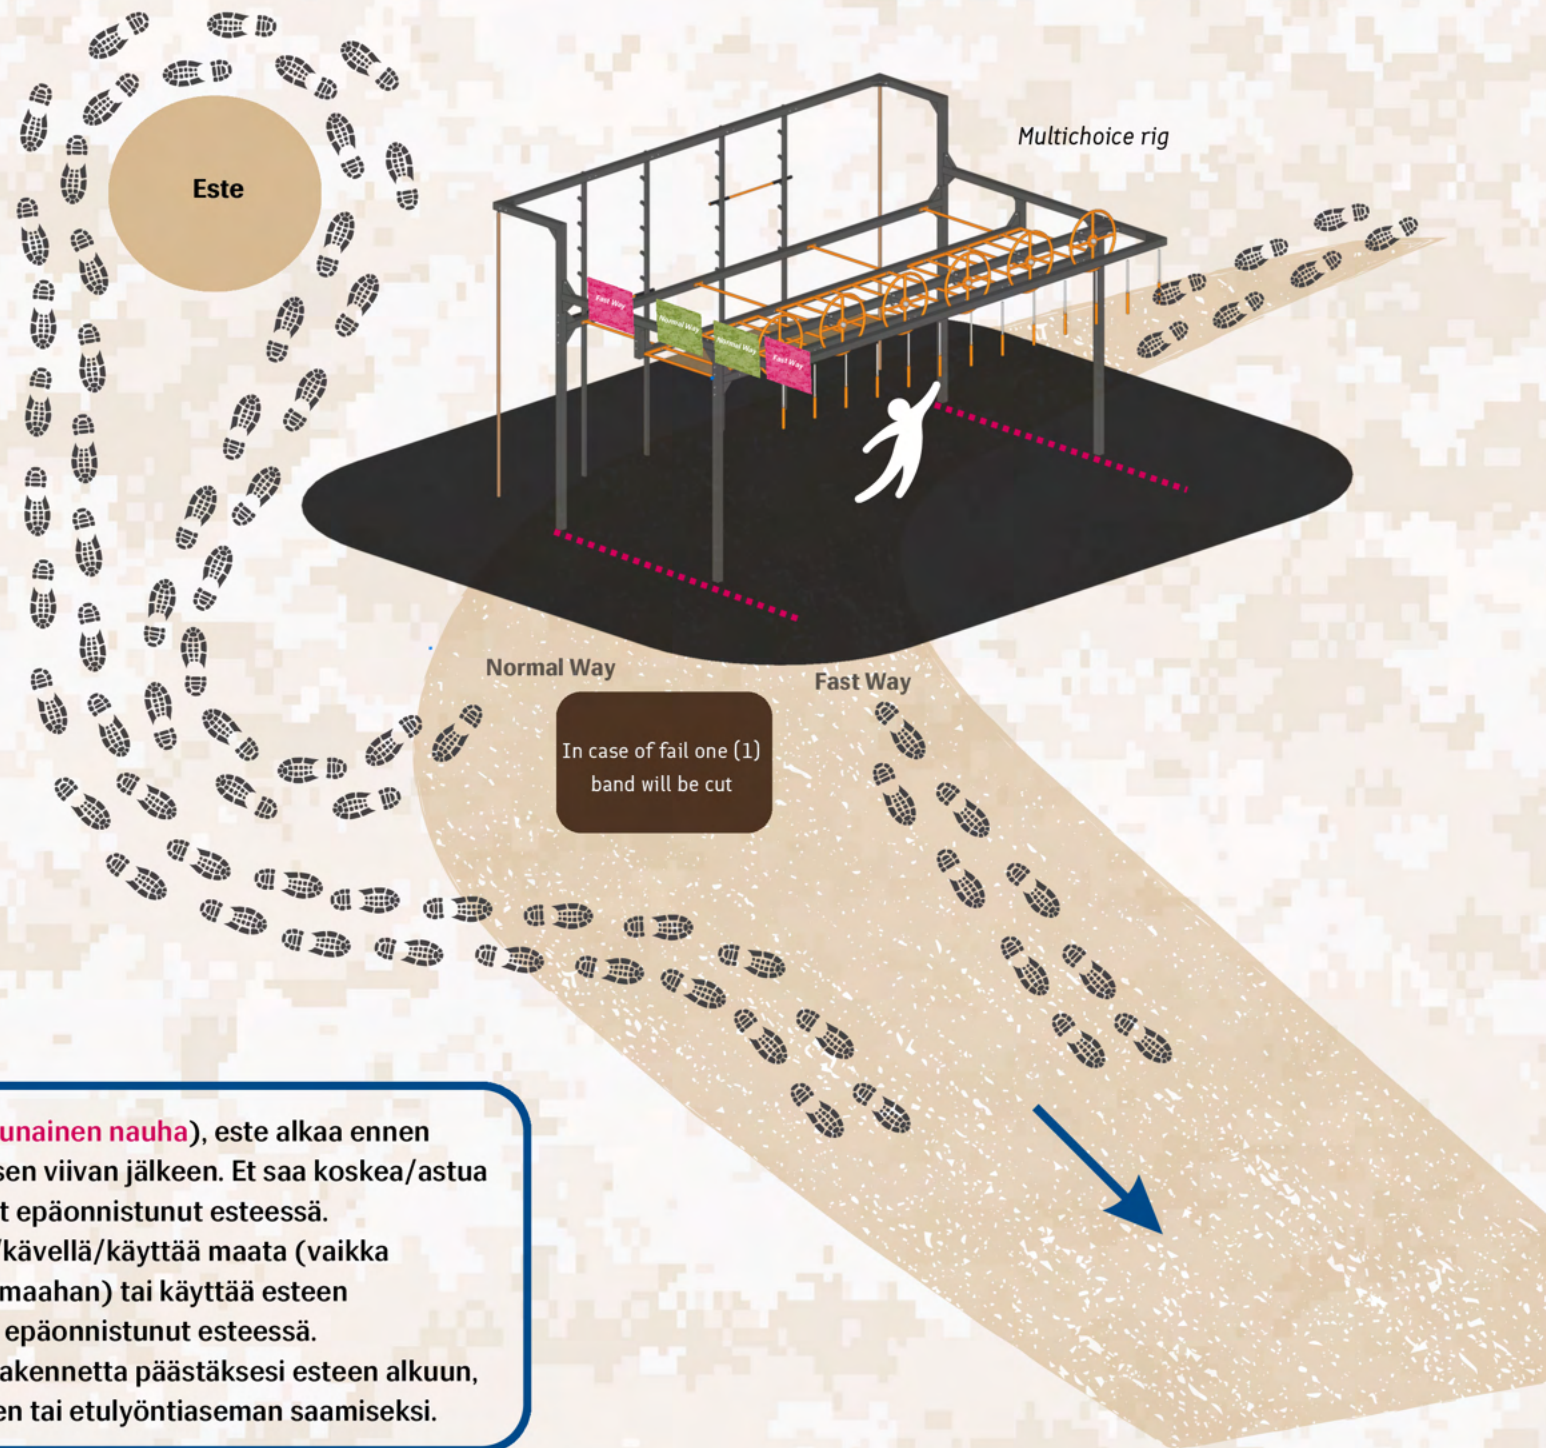 Este
Multichoice rig
Fast Way
Normal Way
Normal Way
Fast Way
Normal Way
Fast Way
In case of fail one (1)
band will be cut
unainen nauha), este alkaa ennen
sen viivan jälkeen. Et saa koskea/astua
t epäonnistunut esteessä.
/kävellä/käyttää maata (vaikka
maahan) tai käyttää esteen
epäonnistunut esteessä.
akennetta päästäksesi esteen alkuun,
en tai etulyöntiaseman saamiseksi.